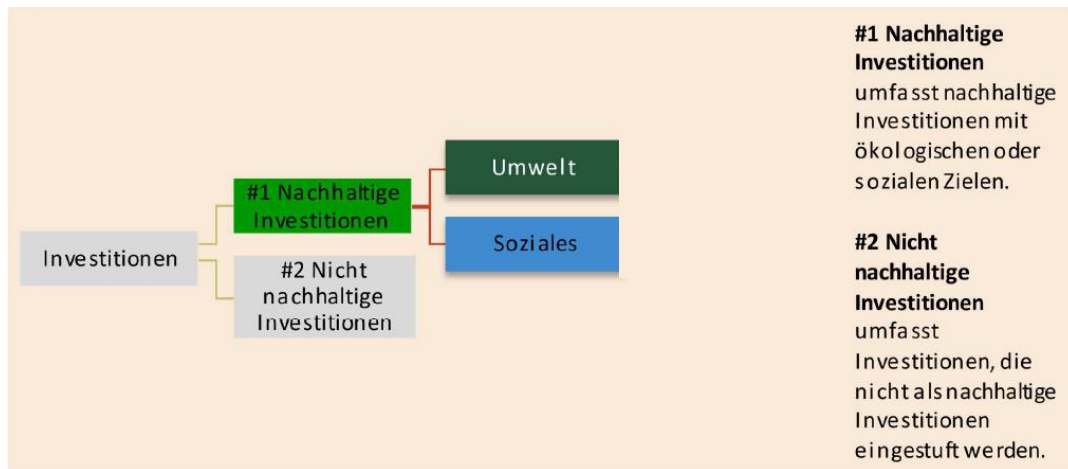 Investitionen
#1 Nachhaltige
Investitionen
#2 Nicht
nachhaltige
Investitionen
Umwelt
Soziales
#1 Nachhaltige
Investitionen
umfasst nachhaltige
Investitionen mit
ökologischen oder
sozialen Zielen.
#2 Nicht
nachhaltige
Investitionen
umfasst
Investitionen, die
nicht als nachhaltige
Investitionen
eingestuft werden.